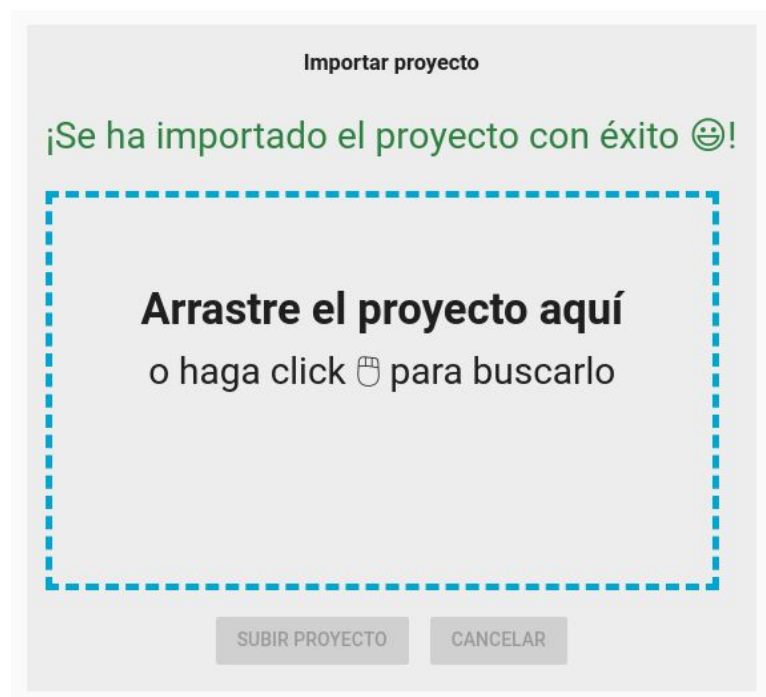 Importar proyecto
¡Se ha importado el proyecto con éxito 😃!
Arrastre el proyecto aquí
o haga click 🖱 para buscarlo
SUBIR PROYECTO
CANCELAR